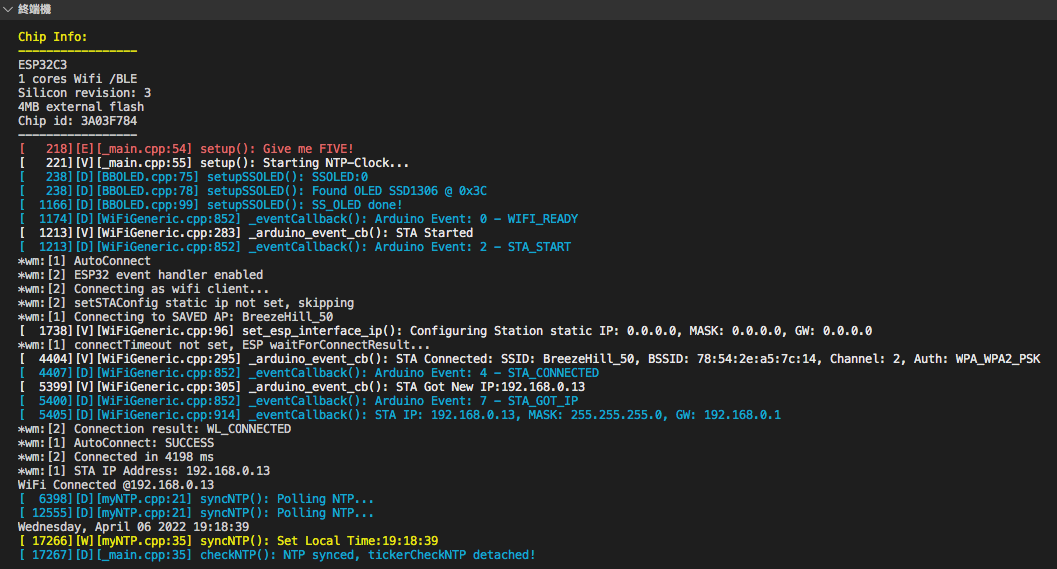 終端機
Chip Info:
-----------------
ESP32C3
1 cores Wifi /BLE
Silicon revision: 3
4MB external flash
Chip id: 3A03F784
-----------------
[   218][E][_main.cpp:54] setup(): Give me FIVE!
[   221][V][_main.cpp:55] setup(): Starting NTP-Clock...
[   238][D][BBOLED.cpp:75] setupSSOLED(): SSOLED:0
[   238][D][BBOLED.cpp:78] setupSSOLED(): Found OLED SSD1306 @ 0x3C
[  1166][D][BBOLED.cpp:99] setupSSOLED(): SS_OLED done!
[  1174][D][WiFiGeneric.cpp:852] _eventCallback(): Arduino Event: 0 - WIFI_READY
[  1213][V][WiFiGeneric.cpp:283] _arduino_event_cb(): STA Started
[  1213][D][WiFiGeneric.cpp:852] _eventCallback(): Arduino Event: 2 - STA_START
*wm:[1] AutoConnect
*wm:[2] ESP32 event handler enabled
*wm:[2] Connecting as wifi client...
*wm:[2] setSTAConfig static ip not set, skipping
*wm:[1] Connecting to SAVED AP: BreezeHill_50
[  1738][V][WiFiGeneric.cpp:96] set_esp_interface_ip(): Configuring Station static IP: 0.0.0.0, MASK: 0.0.0.0, GW: 0.0.0.0
*wm:[1] connectTimeout not set, ESP waitForConnectResult...
[  4404][V][WiFiGeneric.cpp:295] _arduino_event_cb(): STA Connected: SSID: BreezeHill_50, BSSID: 78:54:2e:a5:7c:14, Channel: 2, Auth: WPA_WPA2_PSK
[  4407][D][WiFiGeneric.cpp:852] _eventCallback(): Arduino Event: 4 - STA_CONNECTED
[  5399][V][WiFiGeneric.cpp:305] _arduino_event_cb(): STA Got New IP:192.168.0.13
[  5400][D][WiFiGeneric.cpp:852] _eventCallback(): Arduino Event: 7 - STA_GOT_IP
[  5405][D][WiFiGeneric.cpp:914] _eventCallback(): STA IP: 192.168.0.13, MASK: 255.255.255.0, GW: 192.168.0.1
*wm:[2] Connection result: WL_CONNECTED
*wm:[1] AutoConnect: SUCCESS
*wm:[2] Connected in 4198 ms
*wm:[1] STA IP Address: 192.168.0.13
WiFi Connected @192.168.0.13
[  6398][D][myNTP.cpp:21] syncNTP(): Polling NTP...
[ 12555][D][myNTP.cpp:21] syncNTP(): Polling NTP...
Wednesday, April 06 2022 19:18:39
[ 17266][W][myNTP.cpp:35] syncNTP(): Set Local Time:19:18:39
[ 17267][D][_main.cpp:35] checkNTP(): NTP synced, tickerCheckNTP detached!